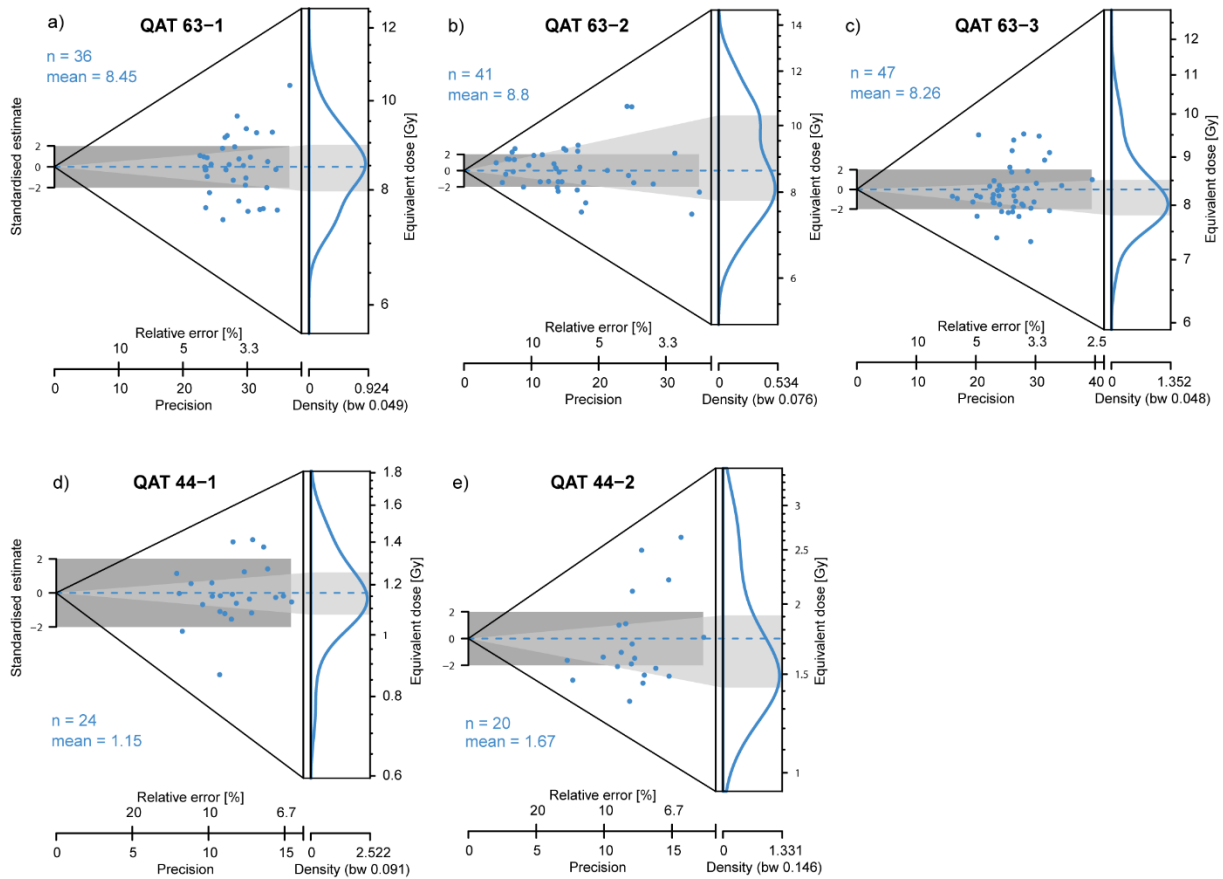 a) QAT 63−1
n = 36
mean = 8.45
Standardised estimate
2
0
−2
12
10
8
6
Equivalent dose [Gy]
Relative error [%]
10 5 3.3
0 10 20 30
Precision
0 0.924
Density (bw 0.049)
b) QAT 63−2
n = 41
mean = 8.8
2
0
−2
14
12
10
8
6
Equivalent dose [Gy]
Relative error [%]
10 5 3.3
0 10 20 30
Precision
0 0.534
Density (bw 0.076)
c) QAT 63−3
n = 47
mean = 8.26
2
0
−2
12
11
10
9
8
7
6
Equivalent dose [Gy]
Relative error [%]
10 5 3.3 2.5
0 10 20 30 40
Precision
0 1.352
Density (bw 0.048)
d) QAT 44−1
Standardised estimate
2
0
−2
n = 24
mean = 1.15
1.8
1.6
1.4
1.2
1
0.8
0.6
Equivalent dose [Gy]
Relative error [%]
20 10 6.7
0 5 10 15
Precision
0 2.522
Density (bw 0.091)
e) QAT 44−2
2
0
−2
n = 20
mean = 1.67
3
2.5
2
1.5
1
Equivalent dose [Gy]
Relative error [%]
20 10 6.7
0 5 10 15
Precision
0 1.331
Density (bw 0.146)